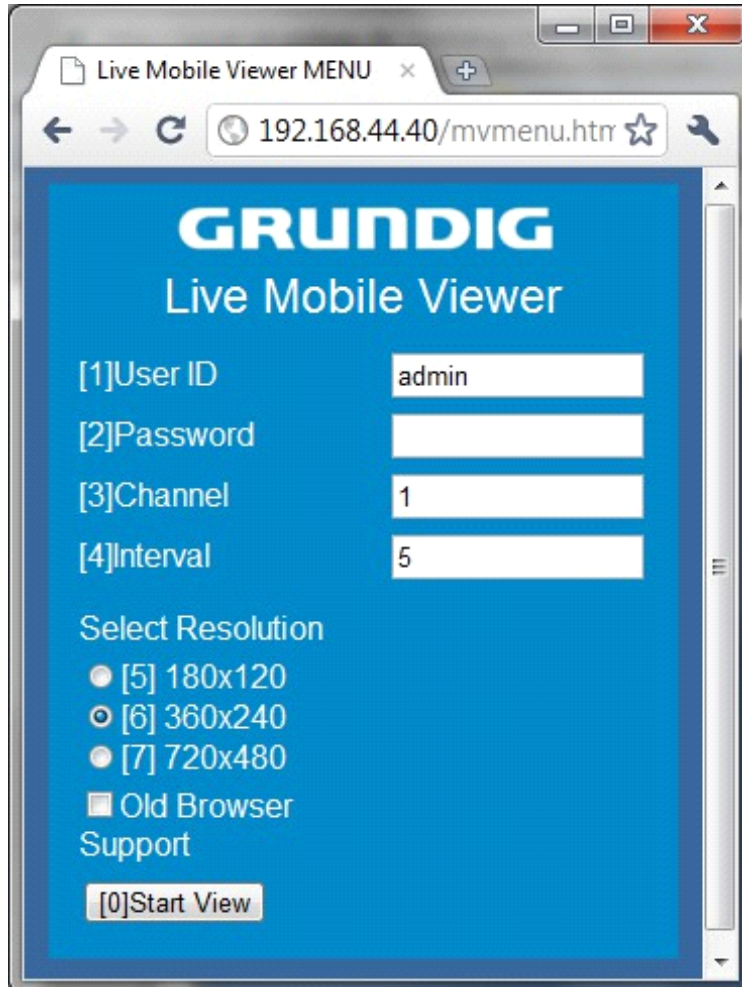 Live Mobile Viewer MENU
192.168.44.40/mvmenu.htm
GRUNDIG
Live Mobile Viewer
[1]User ID admin
[2]Password
[3]Channel 1
[4]Interval 5
Select Resolution
[5] 180x120
[6] 360x240
[7] 720x480
Old Browser
Support
[0]Start View